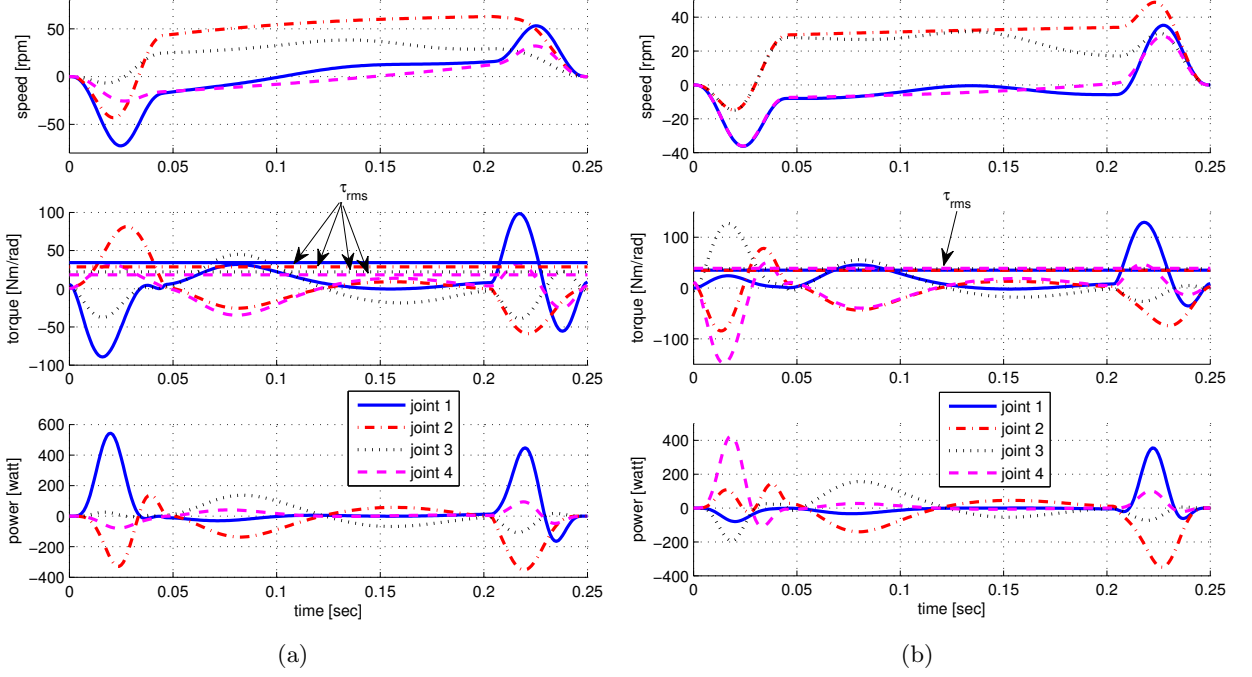 50
0
−50
speed [rpm]
0 0.05 0.1 0.15 0.2 0.25
τrms
100
50
0
−50
−100
torque [Nm/rad]
0 0.05 0.1 0.15 0.2 0.25
joint 1
joint 2
joint 3
joint 4
600
400
200
0
−200
−400
power [watt]
0 0.05 0.1 0.15 0.2 0.25
time [sec]
(a)
40
20
0
−20
−40
speed [rpm]
0 0.05 0.1 0.15 0.2 0.25
τrms
100
0
−100
torque [Nm/rad]
0 0.05 0.1 0.15 0.2 0.25
joint 1
joint 2
joint 3
joint 4
400
200
0
−200
−400
power [watt]
0 0.05 0.1 0.15 0.2 0.25
time [sec]
(b)